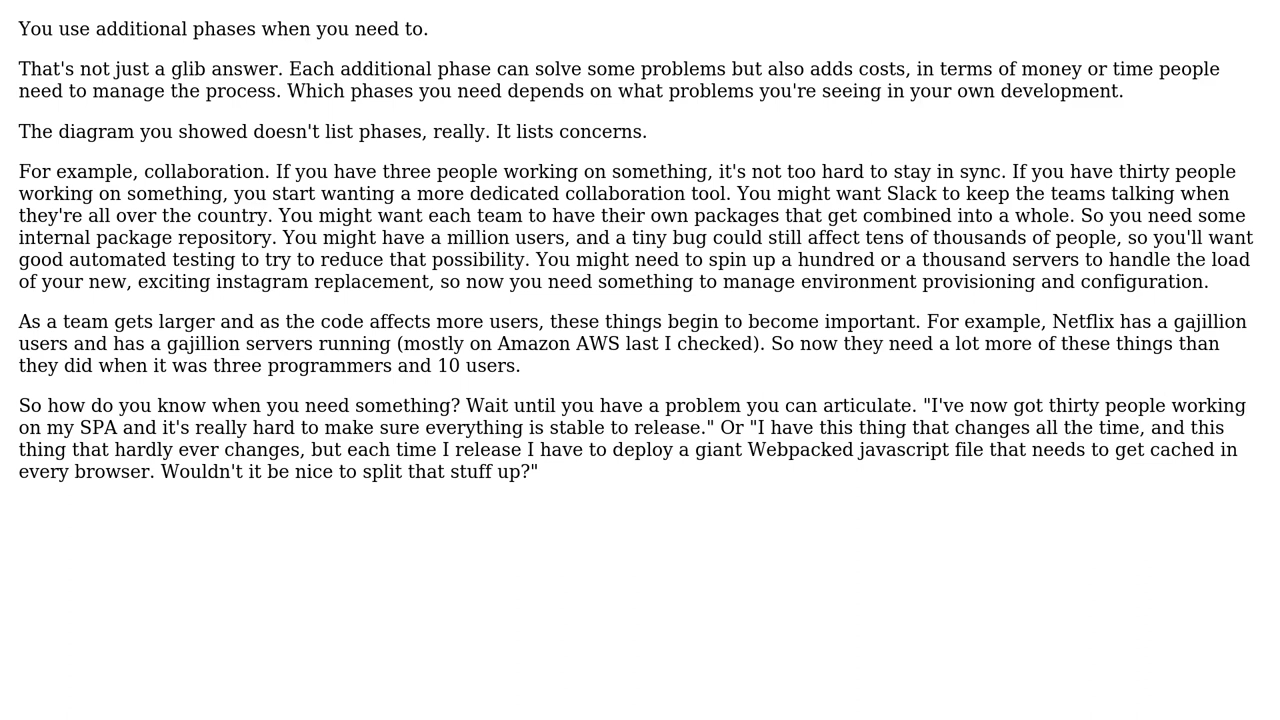 You use additional phases when you need to.
That's not just a glib answer. Each additional phase can solve some problems but also adds costs, in terms of money or time people
need to manage the process. Which phases you need depends on what problems you're seeing in your own development.
The diagram you showed doesn't list phases, really. It lists concerns.
For example, collaboration. If you have three people working on something, it's not too hard to stay in sync. If you have thirty people
working on something, you start wanting a more dedicated collaboration tool. You might want Slack to keep the teams talking when
they're all over the country. You might want each team to have their own packages that get combined into a whole. So you need some
internal package repository. You might have a million users, and a tiny bug could still affect tens of thousands of people, so you'll want
good automated testing to try to reduce that possibility. You might need to spin up a hundred or a thousand servers to handle the load
of your new, exciting instagram replacement, so now you need something to manage environment provisioning and configuration.
As a team gets larger and as the code affects more users, these things begin to become important. For example, Netflix has a gajillion
users and has a gajillion servers running (mostly on Amazon AWS last I checked). So now they need a lot more of these things than
they did when it was three programmers and 10 users.
So how do you know when you need something? Wait until you have a problem you can articulate. "I've now got thirty people working
on my SPA and it's really hard to make sure everything is stable to release." Or "I have this thing that changes all the time, and this
thing that hardly ever changes, but each time I release I have to deploy a giant Webpacked javascript file that needs to get cached in
every browser. Wouldn't it be nice to split that stuff up?"